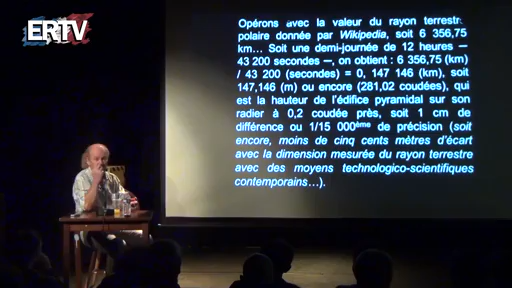 ERTV
Opérons avec la valeur du rayon terrestre
polaire donnée par Wikipedia, soit 6 356,75
km... Soit une demi-journée de 12 heures –
43 200 secondes –, on obtient : 6 356,75 (km)
/ 43 200 (secondes) = 0, 147 146 (km), soit
147,146 (m) ou encore (281,02 coudées), qui
est la hauteur de l'édifice pyramidal sur son
radier à 0,2 coudée près, soit 1 cm de
différence ou 1/15 000ème de précision (soit
encore, moins de cinq cents mètres d'écart
avec la dimension mesurée du rayon terrestre
avec des moyens technologico-scientifiques
contemporains...).